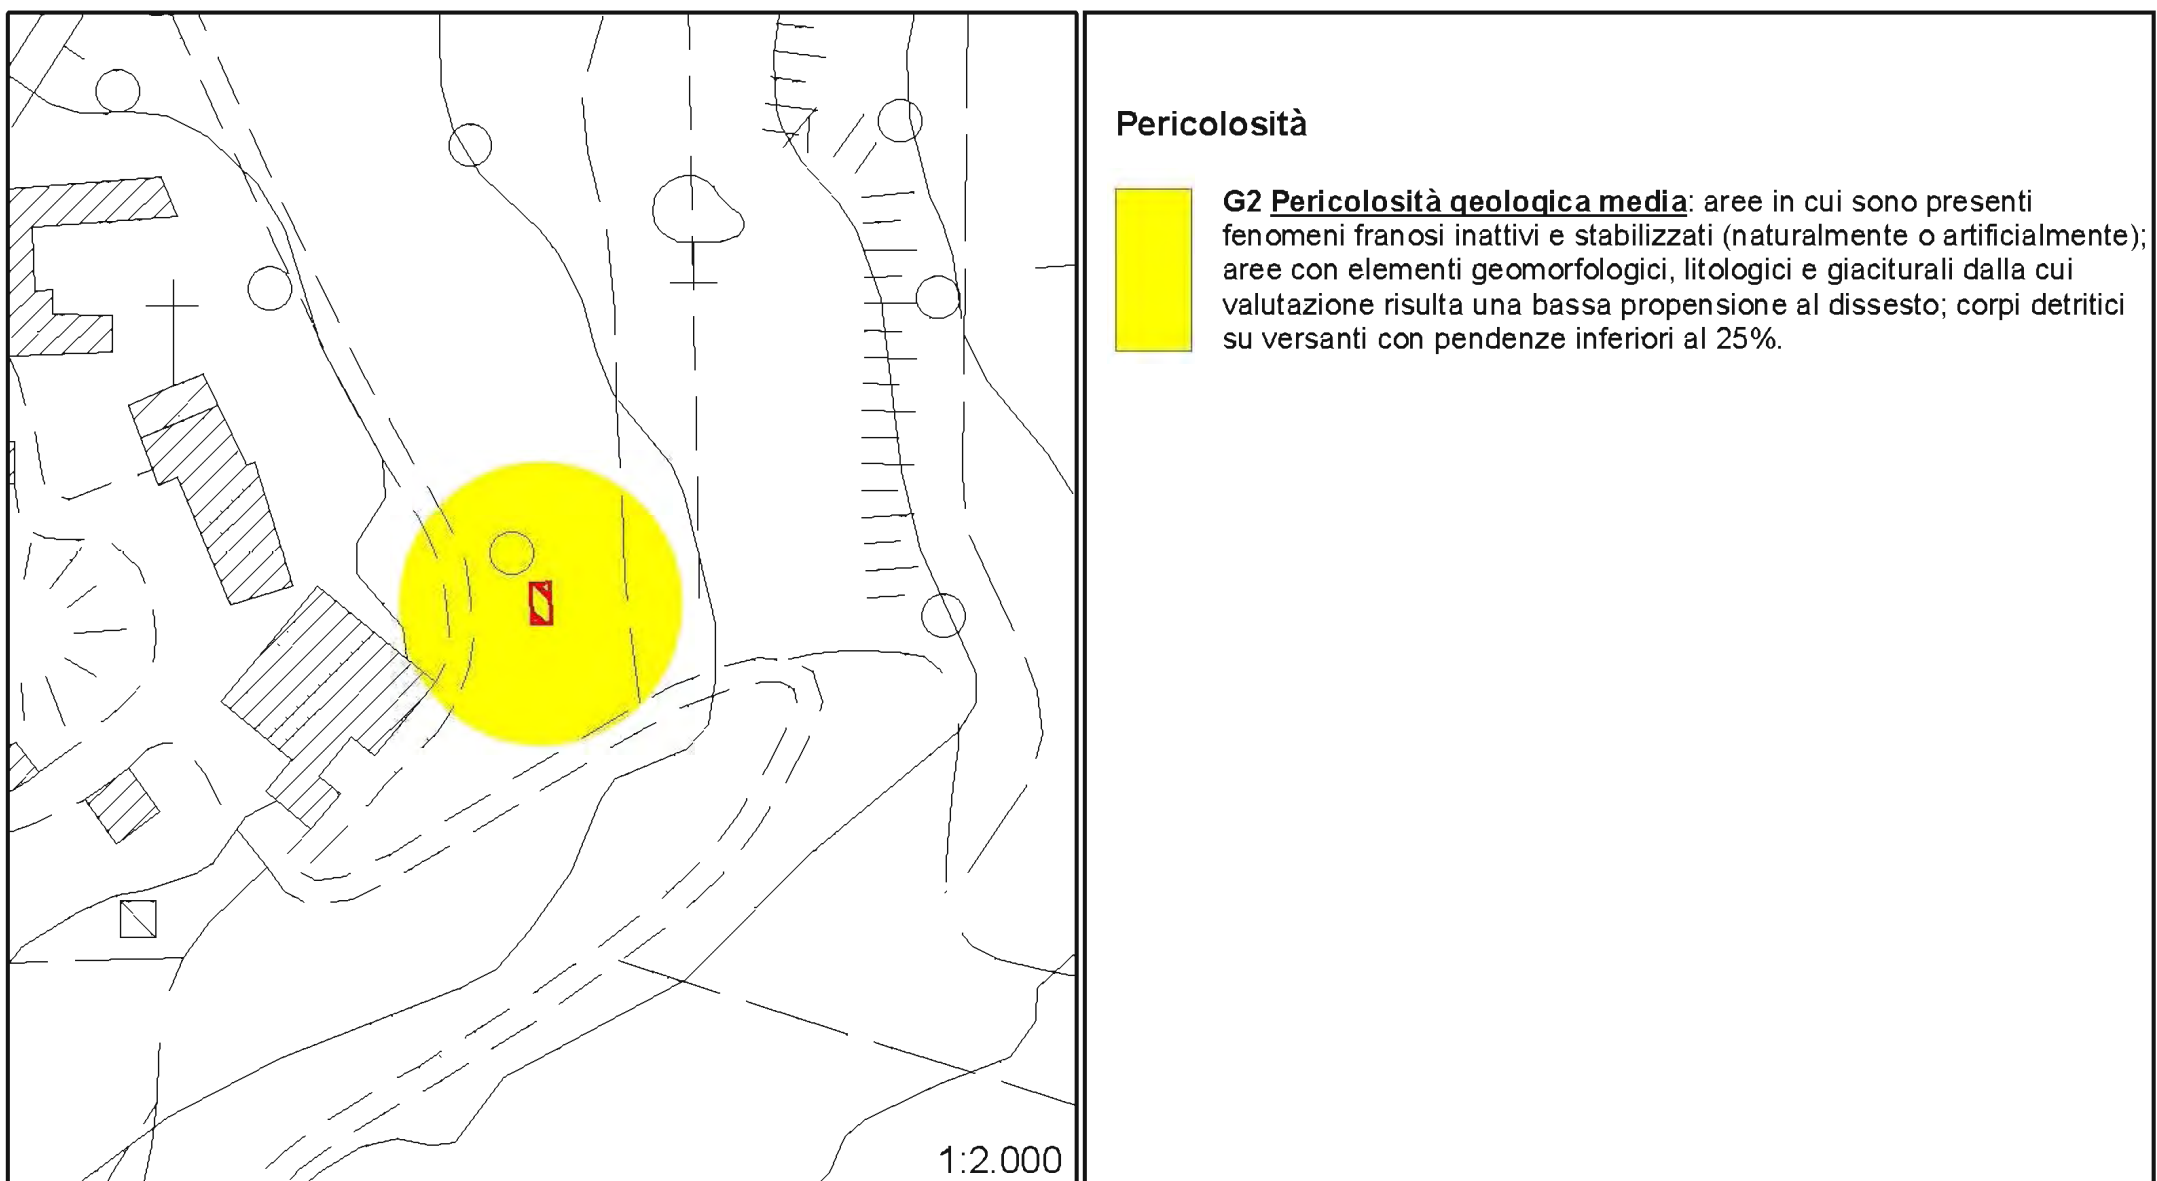 Pericolosità
G2 Pericolosità geologica media: aree in cui sono presenti
fenomeni franosi inattivi e stabilizzati (naturalmente o artificialmente);
aree con elementi geomorfologici, litologici e giaciturali dalla cui
valutazione risulta una bassa propensione al dissesto; corpi detritici
su versanti con pendenze inferiori al 25%.
1:2.000